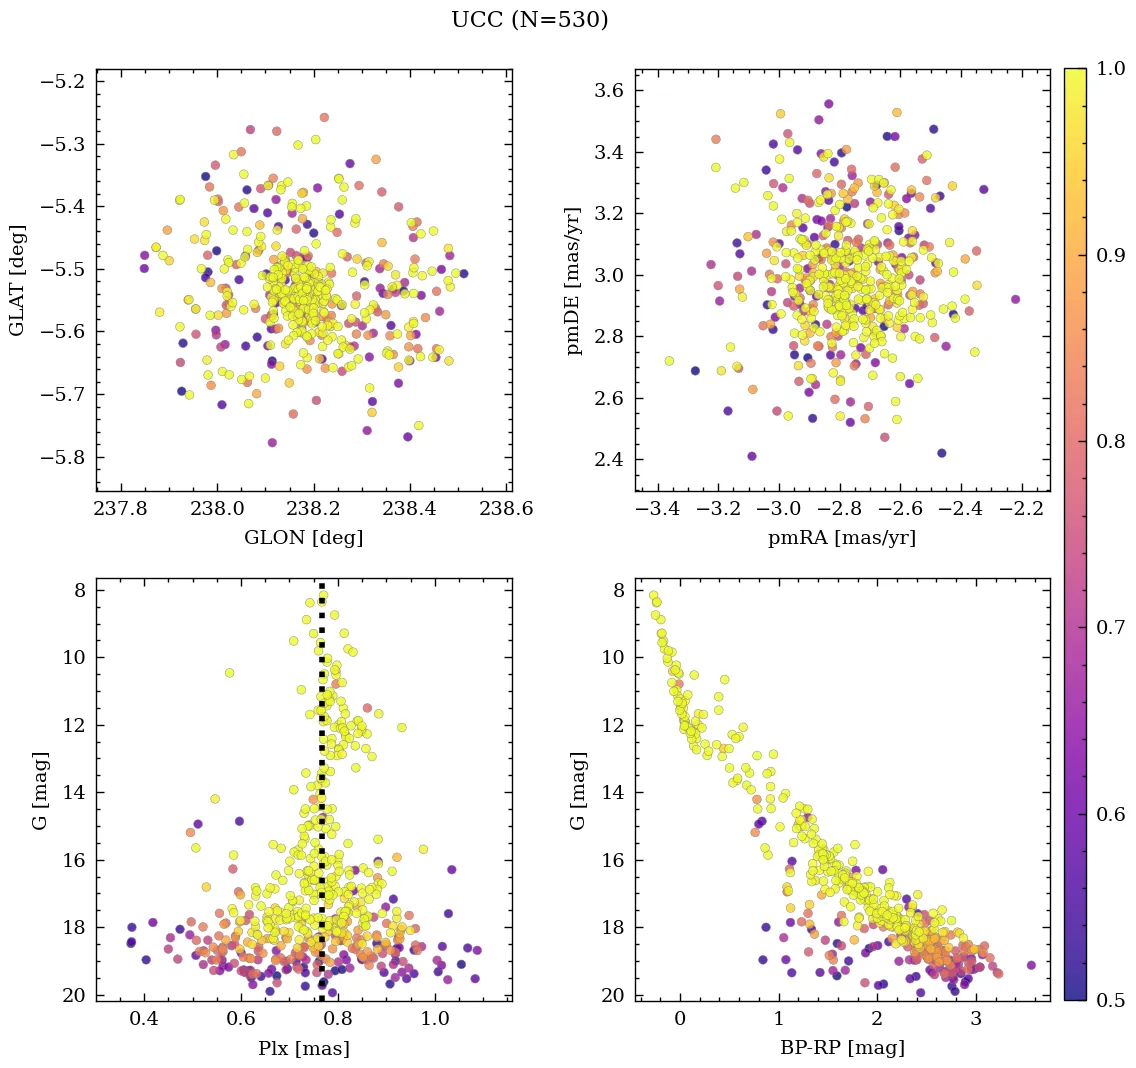 UCC (N=530)
−5.2
−5.3
−5.4
−5.5
−5.6
−5.7
−5.8
GLAT [deg]
237.8 238.0 238.2 238.4 238.6
GLON [deg]
3.6
3.4
3.2
3.0
2.8
2.6
2.4
pmDE [mas/yr]
−3.4 −3.2 −3.0 −2.8 −2.6 −2.4 −2.2
pmRA [mas/yr]
8
10
12
14
16
18
20
G [mag]
0.4 0.6 0.8 1.0
Plx [mas]
8
10
12
14
16
18
20
G [mag]
0 1 2 3
BP-RP [mag]
1.0
0.9
0.8
0.7
0.6
0.5